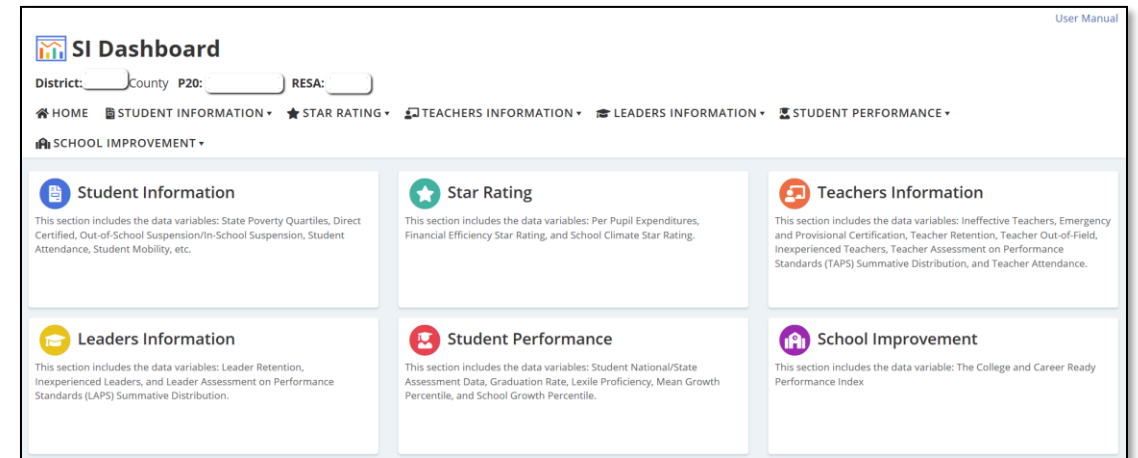 User Manual
SI Dashboard
District: County P20: RESA:
HOME STUDENT INFORMATION STAR RATING TEACHERS INFORMATION LEADERS INFORMATION STUDENT PERFORMANCE
SCHOOL IMPROVEMENT
Student Information
This section includes the data variables: State Poverty Quartiles, Direct
Certified, Out-of-School Suspension/In-School Suspension, Student
Attendance, Student Mobility, etc.
Star Rating
This section includes the data variables: Per Pupil Expenditures,
Financial Efficiency Star Rating, and School Climate Star Rating.
Teachers Information
This section includes the data variables: Ineffective Teachers, Emergency
and Provisional Certification, Teacher Retention, Teacher Out-of-Field,
Inexperienced Teachers, Teacher Assessment on Performance
Standards (TAPS) Summative Distribution, and Teacher Attendance.
Leaders Information
This section includes the data variables: Leader Retention,
Inexperienced Leaders, and Leader Assessment on Performance
Standards (LAPS) Summative Distribution.
Student Performance
This section includes the data variables: Student National/State
Assessment Data, Graduation Rate, Lexile Proficiency, Mean Growth
Percentile, and School Growth Percentile.
School Improvement
This section includes the data variable: The College and Career Ready
Performance Index